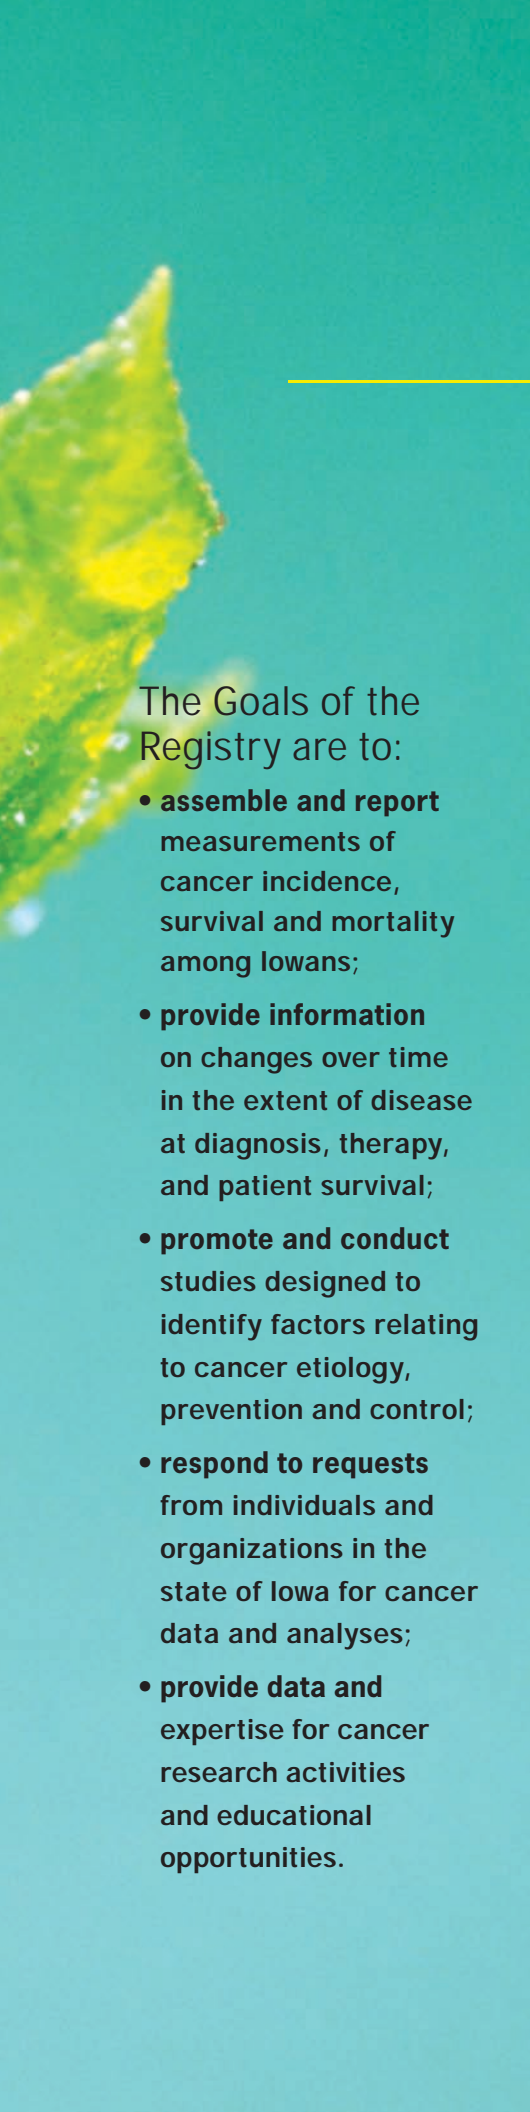 The Goals of the
Registry are to:
• assemble and report
measurements of
cancer incidence,
survival and mortality
among Iowans;
• provide information
on changes over time
in the extent of disease
at diagnosis, therapy,
and patient survival;
• promote and conduct
studies designed to
identify factors relating
to cancer etiology,
prevention and control;
• respond to requests
from individuals and
organizations in the
state of Iowa for cancer
data and analyses;
• provide data and
expertise for cancer
research activities
and educational
opportunities.